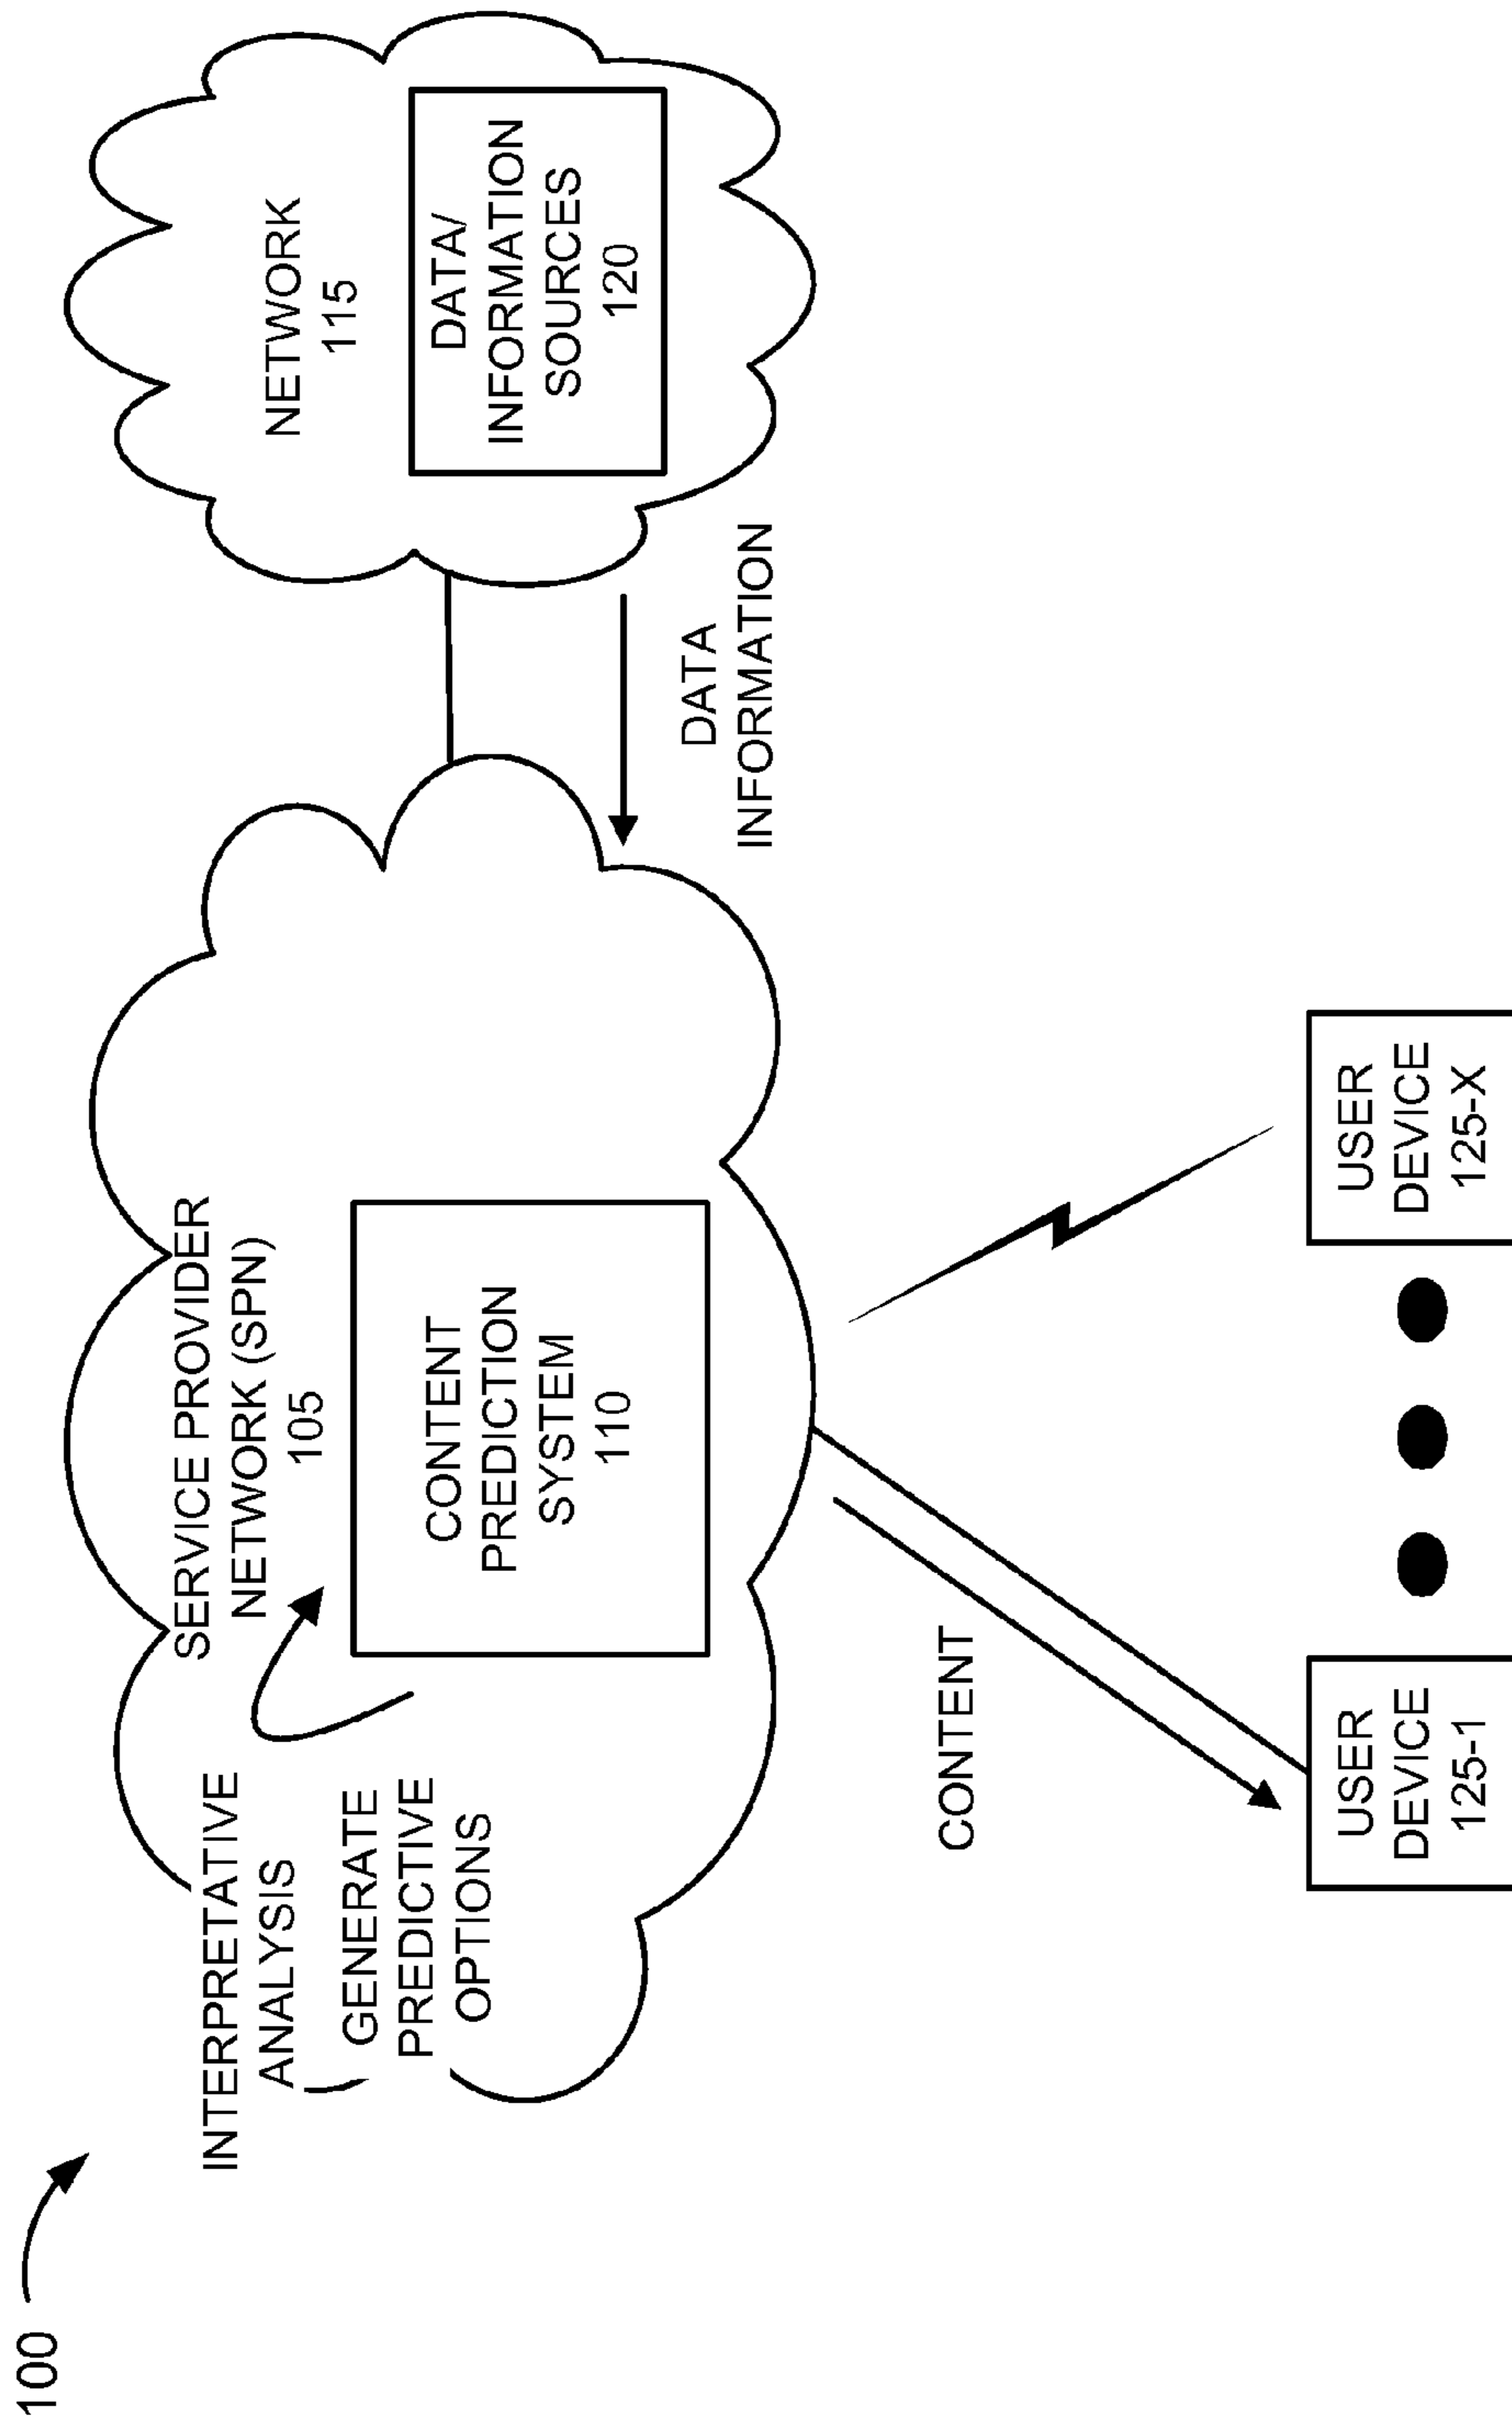 100
INTERPRETATIVE
ANALYSIS
GENERATE
PREDICTIVE
OPTIONS
SERVICE PROVIDER
NETWORK (SPN)
105
CONTENT
PREDICTION
SYSTEM
110
NETWORK
115
DATA/
INFORMATION
SOURCES
120
DATA
INFORMATION
CONTENT
USER
DEVICE
125-1
USER
DEVICE
125-X